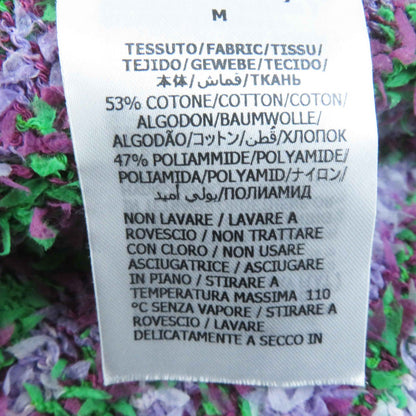 M
TESSUTO/FABRIC/TISSU/
TEJIDO/GEWEBE/TECIDO/
本体/قماش/ТКАНЬ
53% COTONE/COTTON/COTON/
ALGODON/BAUMWOLLE/
ALGODÃO/コットン/قطن/ХЛОПОК
47% POLIAMMIDE/POLYAMIDE/
POLIAMIDA/POLYAMID/ナイロン/
بولي أميد/ПОЛИАМИД
NON LAVARE / LAVARE A
ROVESCIO / NON TRATTARE
CON CLORO / NON USARE
ASCIUGATRICE / ASCIUGARE
IN PIANO / STIRARE A
TEMPERATURA MASSIMA 110
°C SENZA VAPORE / STIRARE A
ROVESCIO / LAVARE
DELICATAMENTE A SECCO IN